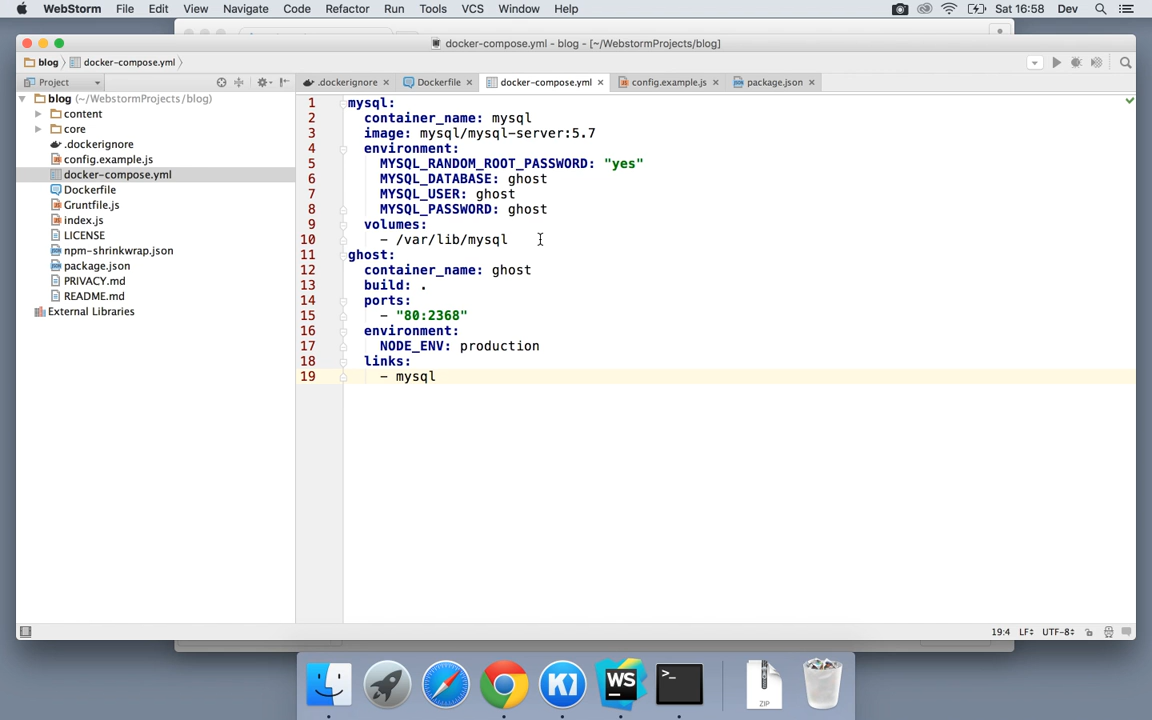 WebStorm File Edit View Navigate Code Refactor Run Tools VCS Window Help Sat 16:58 Dev
docker-compose.yml - blog - [~/WebstormProjects/blog]
blog docker-compose.yml
Project .dockerignore Dockerfile docker-compose.yml config.example.js package.json
blog (~/WebstormProjects/blog)
content
core
.dockerignore
config.example.js
docker-compose.yml
Dockerfile
Gruntfile.js
index.js
LICENSE
npm-shrinkwrap.json
package.json
PRIVACY.md
README.md
External Libraries
1 mysql:
2 container_name: mysql
3 image: mysql/mysql-server:5.7
4 environment:
5 MYSQL_RANDOM_ROOT_PASSWORD: "yes"
6 MYSQL_DATABASE: ghost
7 MYSQL_USER: ghost
8 MYSQL_PASSWORD: ghost
9 volumes:
10 - /var/lib/mysql
11 ghost:
12 container_name: ghost
13 build: .
14 ports:
15 - "80:2368"
16 environment:
17 NODE_ENV: production
18 links:
19 - mysql
19:4 LF÷ UTF-8÷
WS
>_
ZIP